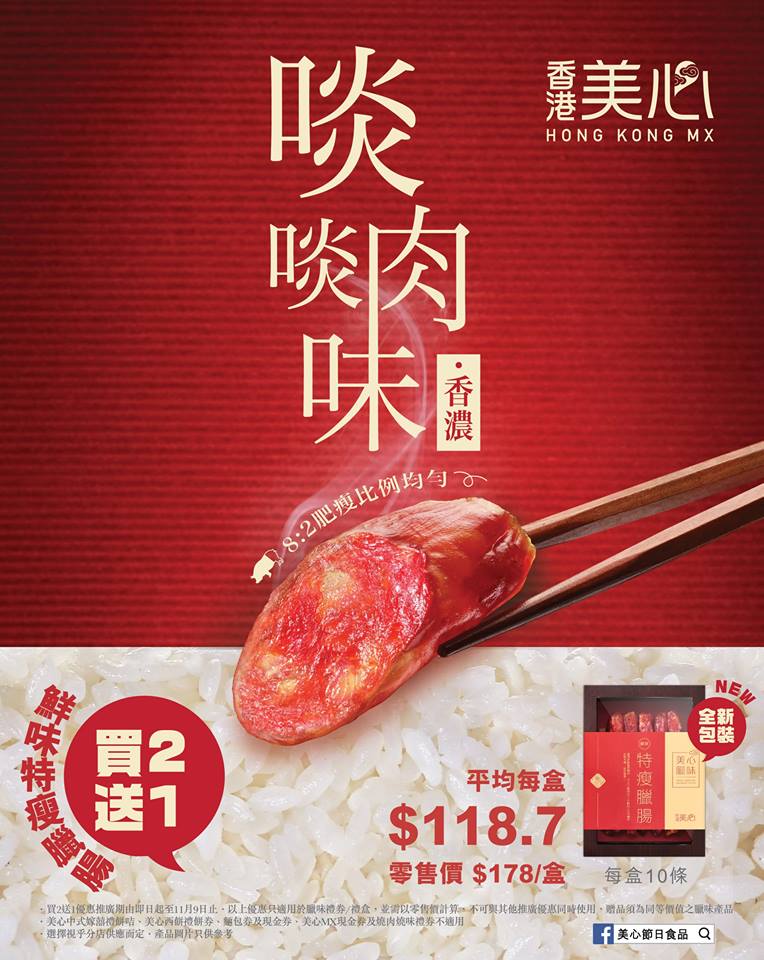 香港美心
HONG KONG MX
啖啖肉味
·香濃
8:2肥瘦比例均勻
鮮味特瘦臘腸
買2
送1
平均每盒
$118.7
零售價 $178/盒
NEW
全新
包裝
特瘦臘腸
美心
臘味
美心
每盒10條
·買2送1優惠推廣期由即日起至11月9日止·以上優惠只適用於臘味禮券/禮盒，並需以零售價計算，不可與其他推廣優惠同時使用，贈品須為同等價值之臘味產品
·美心中式嫁囍禮餅咭、美心西餅禮餅券、麵包券及現金券、美心MX現金券及燒肉燒味禮券不適用
·選擇視乎分店供應而定·產品圖片只供參考
f 美心節日食品